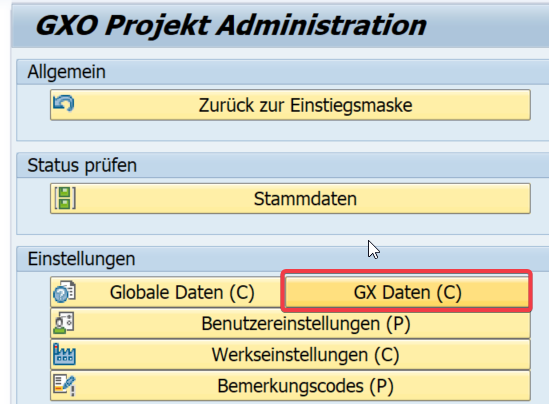 GXO Projekt Administration
Allgemein
Zurück zur Einstiegsmaske
Status prüfen
Stammdaten
Einstellungen
Globale Daten (C) GX Daten (C)
Benutzereinstellungen (P)
Werkseinstellungen (C)
Bemerkungscodes (P)